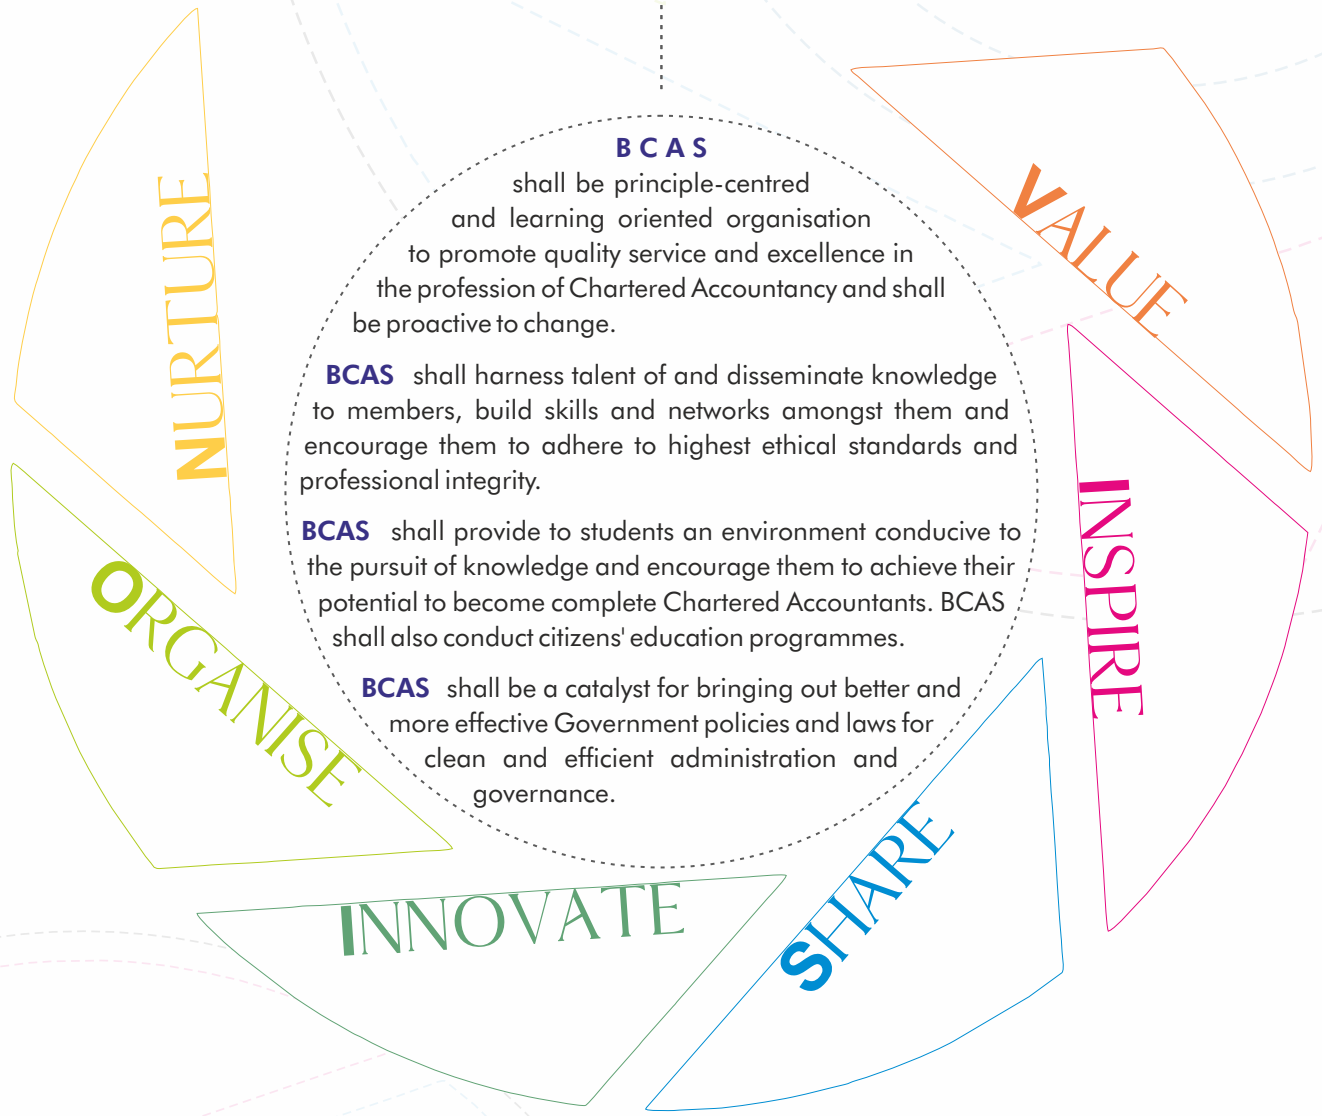 B C A S
shall be principle-centred
and learning oriented organisation
to promote quality service and excellence in
the profession of Chartered Accountancy and shall
be proactive to change.
BCAS shall harness talent of and disseminate knowledge
to members, build skills and networks amongst them and
encourage them to adhere to highest ethical standards and
professional integrity.
BCAS shall provide to students an environment conducive to
the pursuit of knowledge and encourage them to achieve their
potential to become complete Chartered Accountants. BCAS
shall also conduct citizens' education programmes.
BCAS shall be a catalyst for bringing out better and
more effective Government policies and laws for
clean and efficient administration and
governance.
VALUE
INSPIRE
SHARE
INNOVATE
ORGANISE
NURTURE